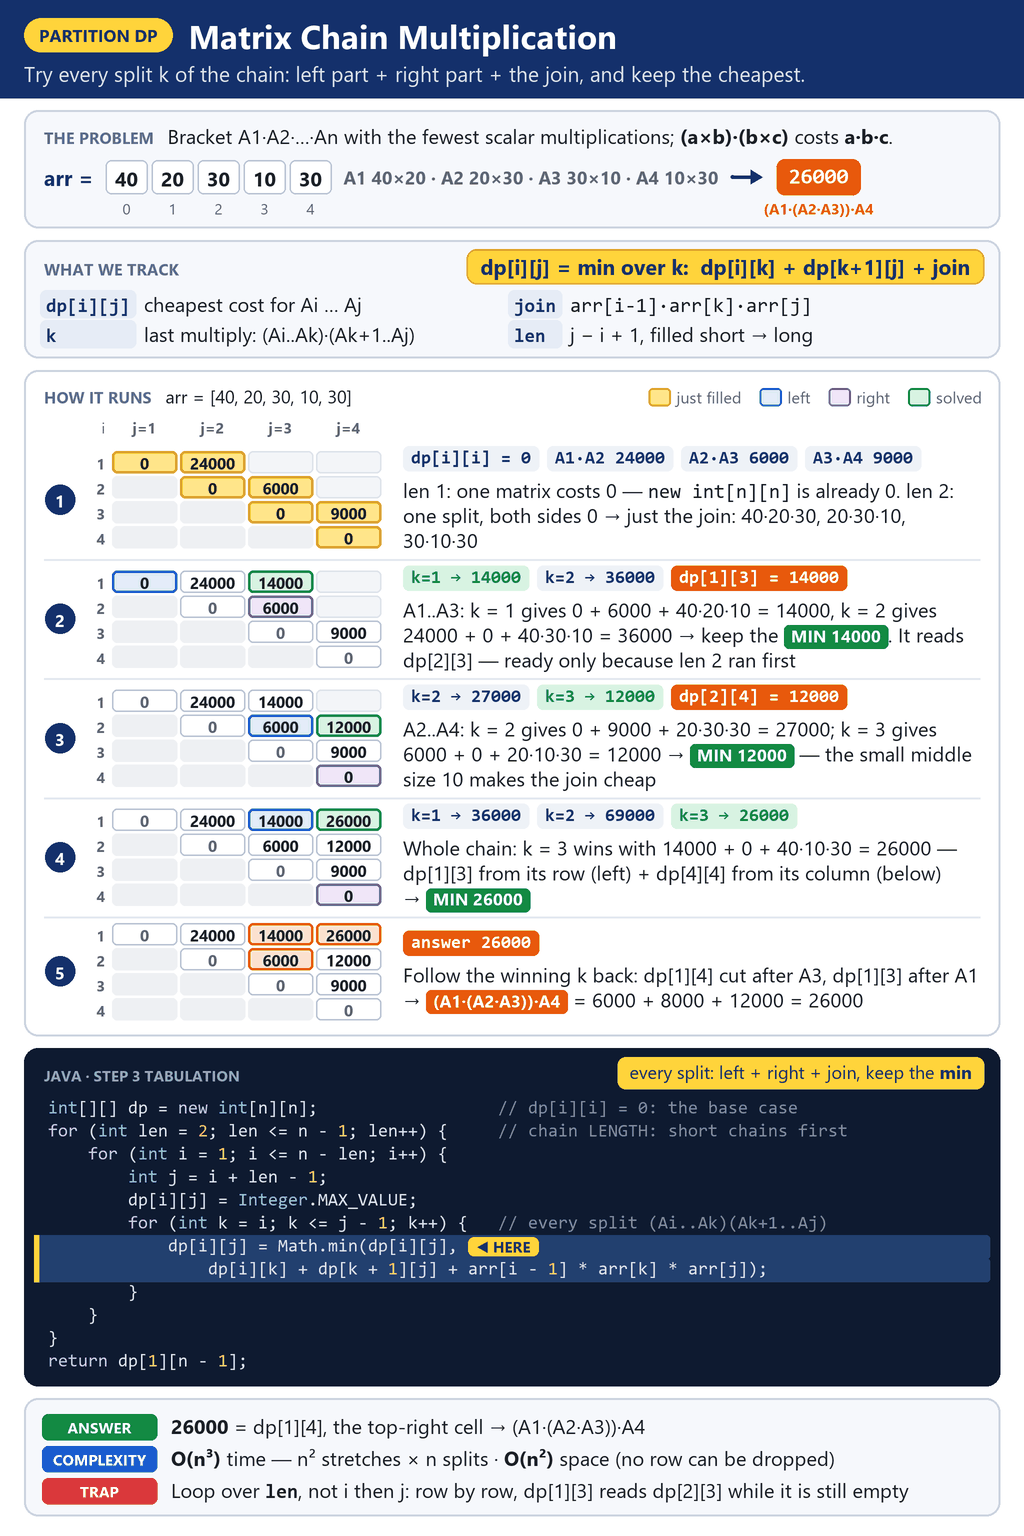 PARTITION DP Matrix Chain Multiplication
Try every split k of the chain: left part + right part + the join, and keep the cheapest.
THE PROBLEM Bracket A1·A2·…·An with the fewest scalar multiplications; (a×b)·(b×c) costs a·b·c.
arr = 40 20 30 10 30 A1 40×20 · A2 20×30 · A3 30×10 · A4 10×30 → 26000
0 1 2 3 4 (A1·(A2·A3))·A4
WHAT WE TRACK dp[i][j] = min over k: dp[i][k] + dp[k+1][j] + join
dp[i][j] cheapest cost for Ai … Aj join arr[i-1]·arr[k]·arr[j]
k last multiply: (Ai..Ak)·(Ak+1..Aj) len j − i + 1, filled short → long
HOW IT RUNS arr = [40, 20, 30, 10, 30] just filled left right solved
i j=1 j=2 j=3 j=4
1
1 0 24000
2 0 6000
3 0 9000
4 0
dp[i][i] = 0 A1·A2 24000 A2·A3 6000 A3·A4 9000
len 1: one matrix costs 0 — new int[n][n] is already 0. len 2:
one split, both sides 0 → just the join: 40·20·30, 20·30·10,
30·10·30
2
1 0 24000 14000
2 0 6000
3 0 9000
4 0
k=1 → 14000 k=2 → 36000 dp[1][3] = 14000
A1..A3: k = 1 gives 0 + 6000 + 40·20·10 = 14000, k = 2 gives
24000 + 0 + 40·30·10 = 36000 → keep the MIN 14000. It reads
dp[2][3] — ready only because len 2 ran first
3
1 0 24000 14000
2 0 6000 12000
3 0 9000
4 0
k=2 → 27000 k=3 → 12000 dp[2][4] = 12000
A2..A4: k = 2 gives 0 + 9000 + 20·30·30 = 27000; k = 3 gives
6000 + 0 + 20·10·30 = 12000 → MIN 12000 — the small middle
size 10 makes the join cheap
4
1 0 24000 14000 26000
2 0 6000 12000
3 0 9000
4 0
k=1 → 36000 k=2 → 69000 k=3 → 26000
Whole chain: k = 3 wins with 14000 + 0 + 40·10·30 = 26000 —
dp[1][3] from its row (left) + dp[4][4] from its column (below)
→ MIN 26000
5
1 0 24000 14000 26000
2 0 6000 12000
3 0 9000
4 0
answer 26000
Follow the winning k back: dp[1][4] cut after A3, dp[1][3] after A1
→ (A1·(A2·A3))·A4 = 6000 + 8000 + 12000 = 26000
JAVA · STEP 3 TABULATION every split: left + right + join, keep the min
int[][] dp = new int[n][n]; // dp[i][i] = 0: the base case
for (int len = 2; len <= n - 1; len++) { // chain LENGTH: short chains first
for (int i = 1; i <= n - len; i++) {
int j = i + len - 1;
dp[i][j] = Integer.MAX_VALUE;
for (int k = i; k <= j - 1; k++) { // every split (Ai..Ak)(Ak+1..Aj)
dp[i][j] = Math.min(dp[i][j], ◀ HERE
dp[i][k] + dp[k + 1][j] + arr[i - 1] * arr[k] * arr[j]);
}
}
}
return dp[1][n - 1];
ANSWER 26000 = dp[1][4], the top-right cell → (A1·(A2·A3))·A4
COMPLEXITY O(n³) time — n² stretches × n splits · O(n²) space (no row can be dropped)
TRAP Loop over len, not i then j: row by row, dp[1][3] reads dp[2][3] while it is still empty